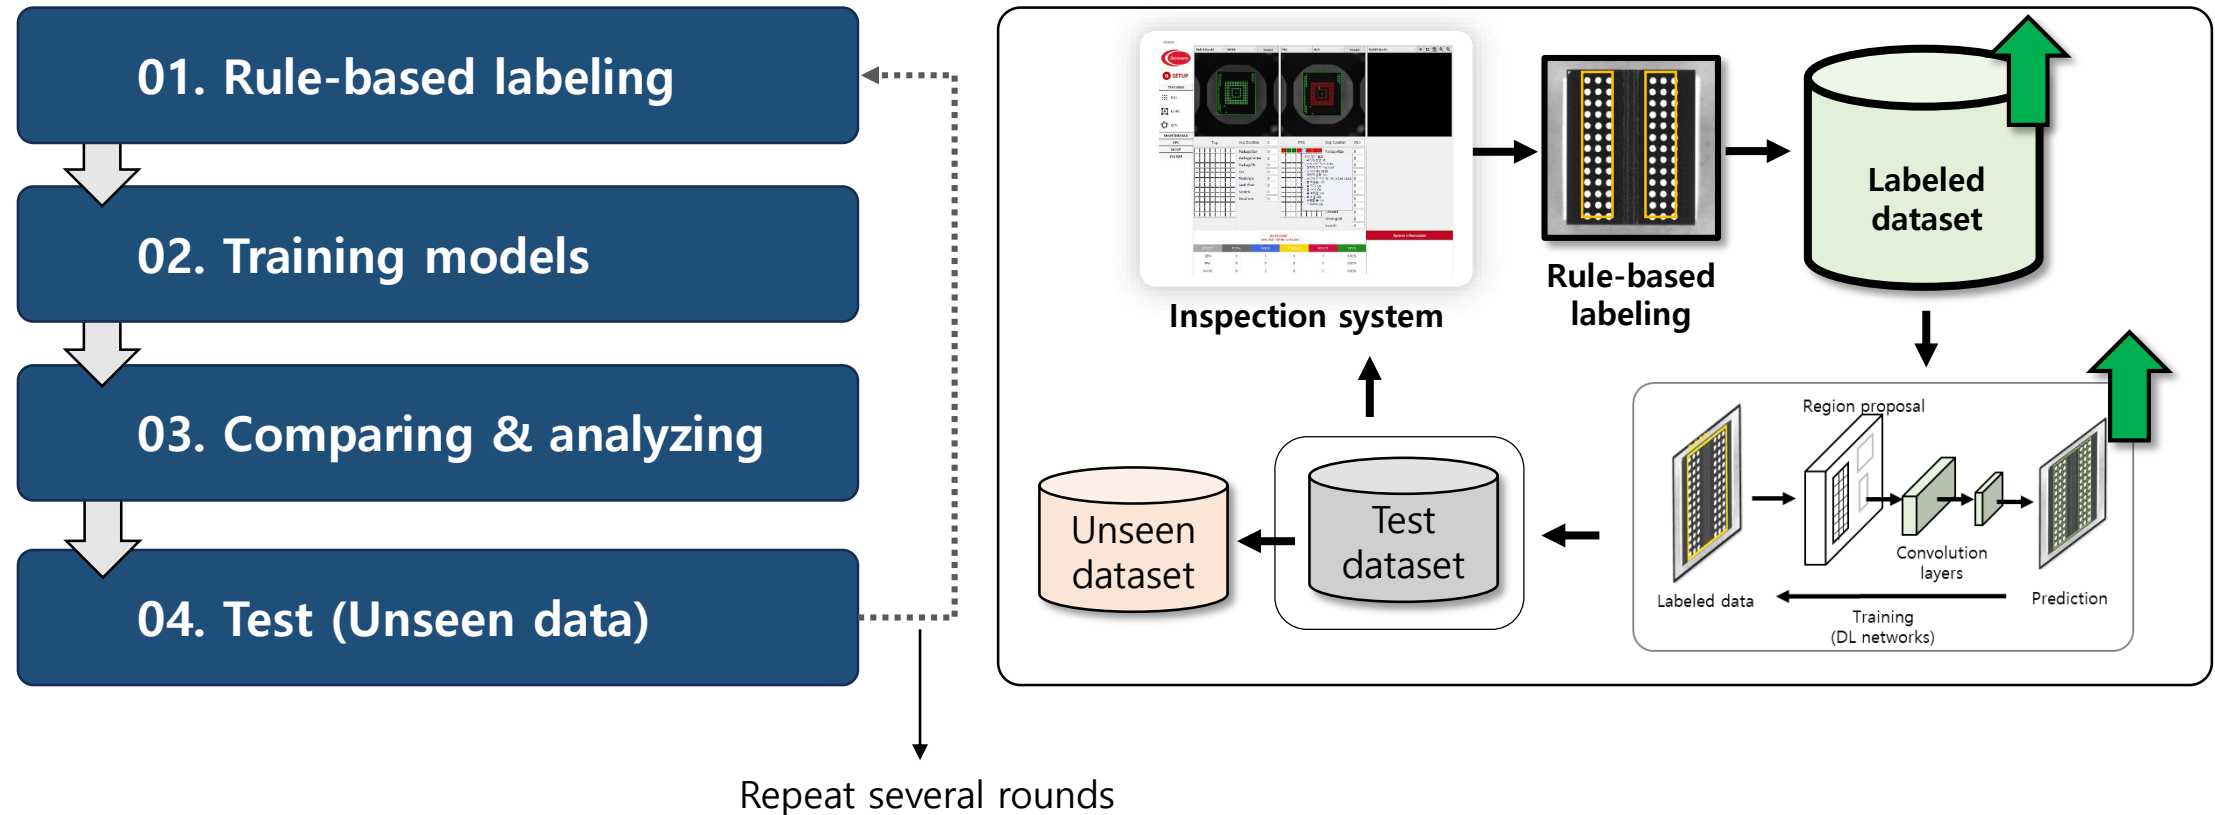 01. Rule-based labeling
02. Training models
03. Comparing & analyzing
04. Test (Unseen data)
Repeat several rounds
SETUP
Inspection system
Rule-based
labeling
Labeled
dataset
Region proposal
Convolution
layers
Labeled data
Prediction
Training
(DL networks)
Test
dataset
Unseen
dataset